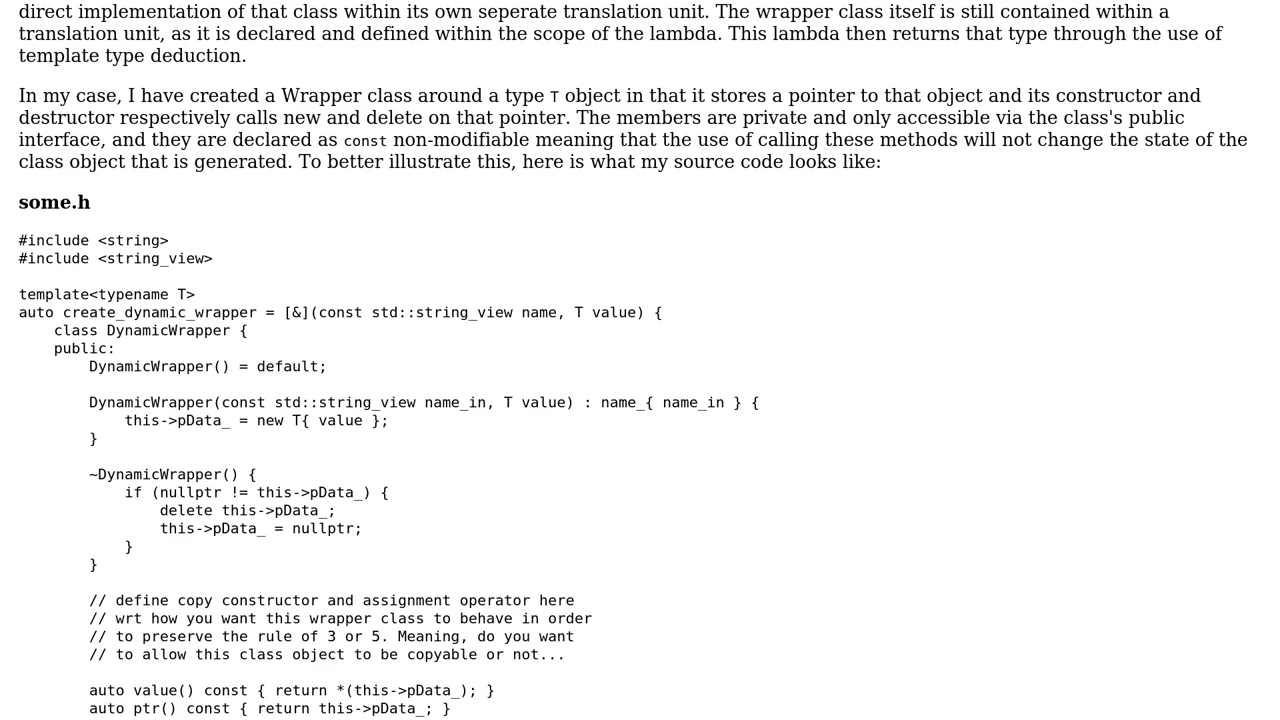 direct implementation of that class within its own seperate translation unit. The wrapper class itself is still contained within a
translation unit, as it is declared and defined within the scope of the lambda. This lambda then returns that type through the use of
template type deduction.
In my case, I have created a Wrapper class around a type T object in that it stores a pointer to that object and its constructor and
destructor respectively calls new and delete on that pointer. The members are private and only accessible via the class's public
interface, and they are declared as const non-modifiable meaning that the use of calling these methods will not change the state of the
class object that is generated. To better illustrate this, here is what my source code looks like:
some.h
#include <string>
#include <string_view>
template<typename T>
auto create_dynamic_wrapper = [&](const std::string_view name, T value) {
    class DynamicWrapper {
    public:
        DynamicWrapper() = default;
        DynamicWrapper(const std::string_view name_in, T value) : name_{ name_in } {
            this->pData_ = new T{ value };
        }
        ~DynamicWrapper() {
            if (nullptr != this->pData_) {
                delete this->pData_;
                this->pData_ = nullptr;
            }
        }
        // define copy constructor and assignment operator here
        // wrt how you want this wrapper class to behave in order
        // to preserve the rule of 3 or 5. Meaning, do you want
        // to allow this class object to be copyable or not...
        auto value() const { return *(this->pData_); }
        auto ptr() const { return this->pData_; }